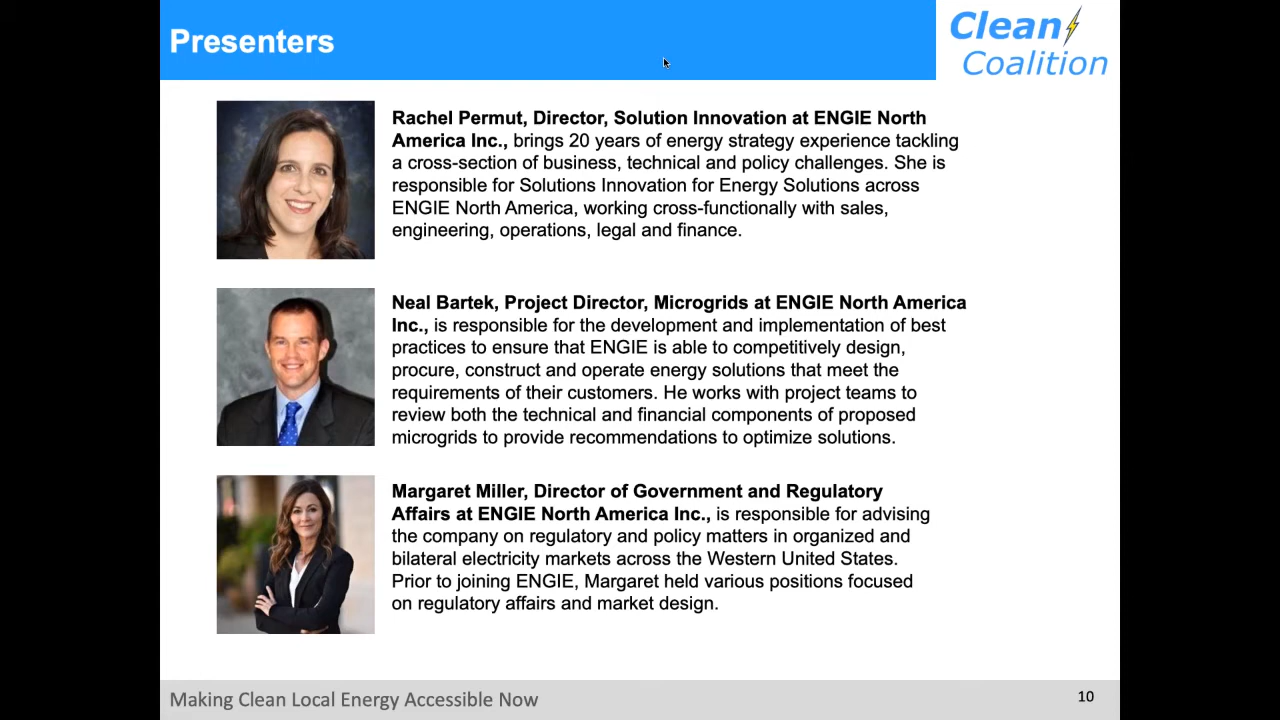 Presenters
Clean
Coalition
Rachel Permut, Director, Solution Innovation at ENGIE North
America Inc., brings 20 years of energy strategy experience tackling
a cross-section of business, technical and policy challenges. She is
responsible for Solutions Innovation for Energy Solutions across
ENGIE North America, working cross-functionally with sales,
engineering, operations, legal and finance.
Neal Bartek, Project Director, Microgrids at ENGIE North America
Inc., is responsible for the development and implementation of best
practices to ensure that ENGIE is able to competitively design,
procure, construct and operate energy solutions that meet the
requirements of their customers. He works with project teams to
review both the technical and financial components of proposed
microgrids to provide recommendations to optimize solutions.
Margaret Miller, Director of Government and Regulatory
Affairs at ENGIE North America Inc., is responsible for advising
the company on regulatory and policy matters in organized and
bilateral electricity markets across the Western United States.
Prior to joining ENGIE, Margaret held various positions focused
on regulatory affairs and market design.
Making Clean Local Energy Accessible Now
10